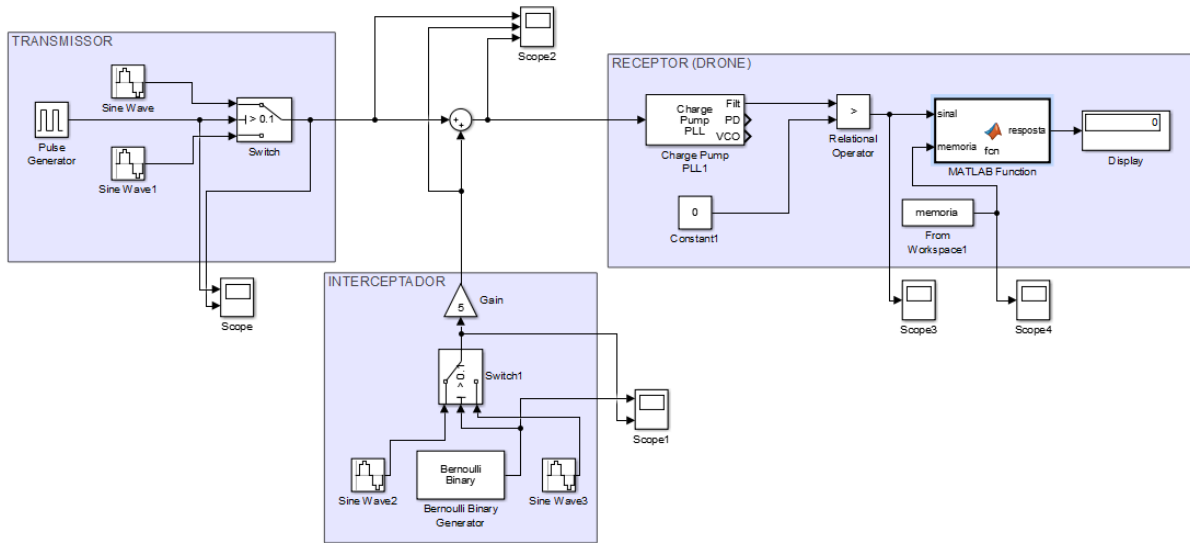 TRANSMISSOR
Sine Wave
Pulse
Generator
> 0.1
Switch
Sine Wave1
Scope
Scope2
+
+
INTERCEPTADOR
Gain
5
> 0.1
Switch1
Scope1
Sine Wave2
Bernoulli
Binary
Bernoulli Binary
Generator
Sine Wave3
RECEPTOR (DRONE)
Charge
Pump
PLL
Filt
PD
VCO
Charge Pump
PLL1
>
Relational
Operator
0
Constant1
sinal
memoria
fcn
resposta
MATLAB Function
0
Display
memoria
From
Workspace1
Scope3
Scope4